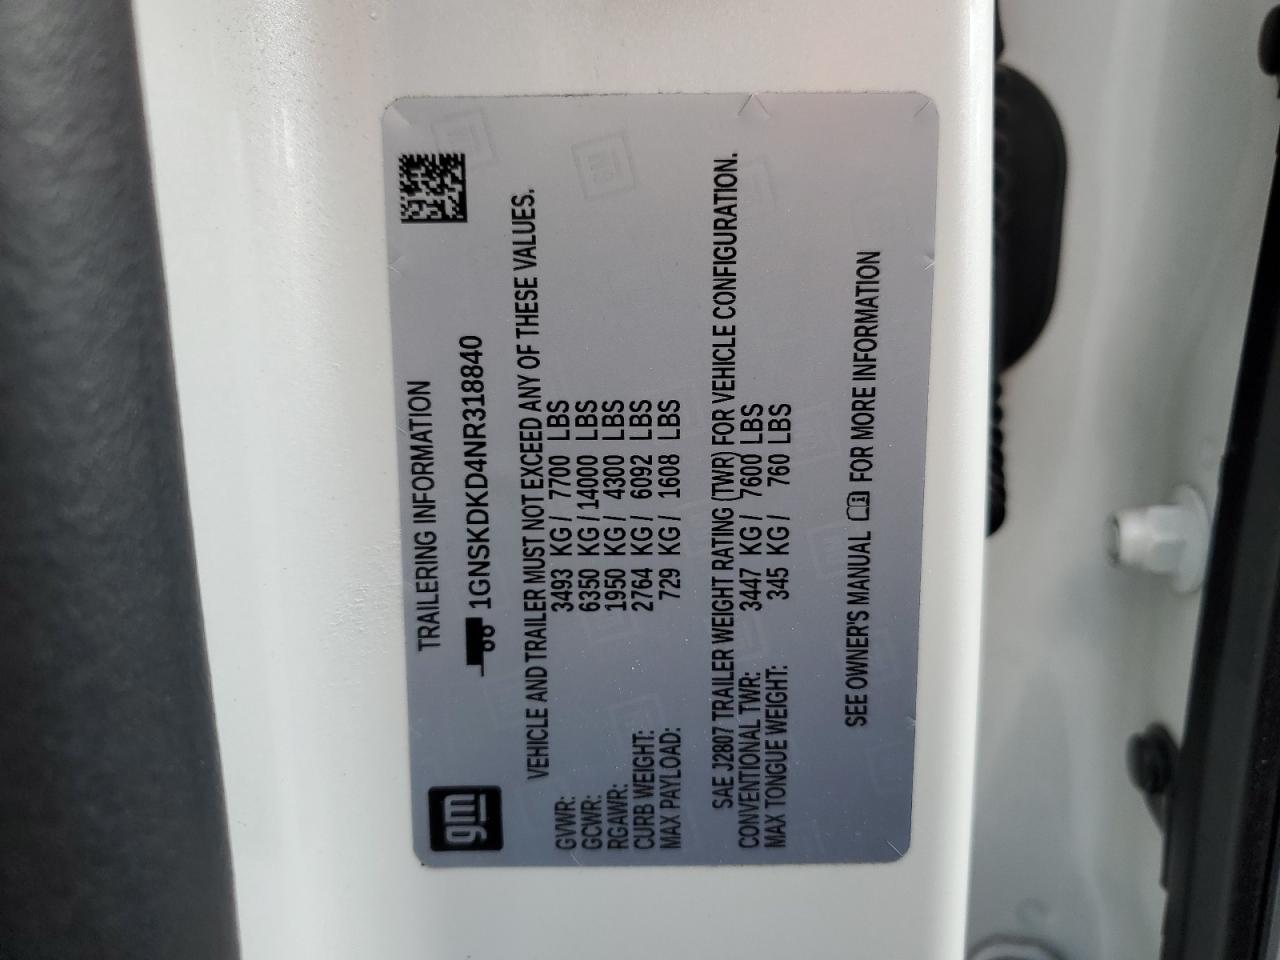 gm
TRAILERING INFORMATION
1GNSKDKD4NR318840
VEHICLE AND TRAILER MUST NOT EXCEED ANY OF THESE VALUES.
GVWR: 3493 KG / 7700 LBS
GCWR: 6350 KG / 14000 LBS
RGAWR: 1950 KG / 4300 LBS
CURB WEIGHT: 2764 KG / 6092 LBS
MAX PAYLOAD: 729 KG / 1608 LBS
SAE J2807 TRAILER WEIGHT RATING (TWR) FOR VEHICLE CONFIGURATION.
CONVENTIONAL TWR: 3447 KG / 7600 LBS
MAX TONGUE WEIGHT: 345 KG / 760 LBS
SEE OWNER'S MANUAL FOR MORE INFORMATION